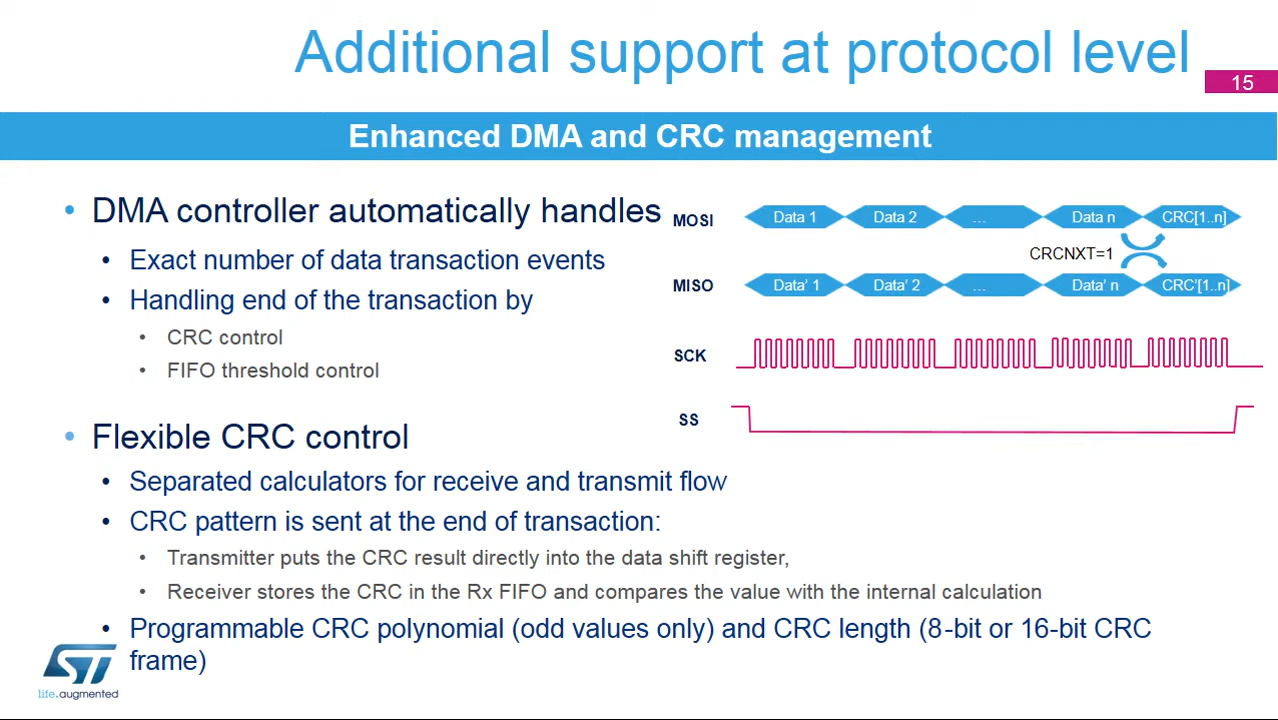 Additional support at protocol level
15
Enhanced DMA and CRC management
• DMA controller automatically handles
• Exact number of data transaction events
• Handling end of the transaction by
• CRC control
• FIFO threshold control
• Flexible CRC control
• Separated calculators for receive and transmit flow
• CRC pattern is sent at the end of transaction:
• Transmitter puts the CRC result directly into the data shift register,
• Receiver stores the CRC in the Rx FIFO and compares the value with the internal calculation
• Programmable CRC polynomial (odd values only) and CRC length (8-bit or 16-bit CRC
frame)
MOSI Data 1 Data 2 ... Data n CRC[1..n]
CRCNXT=1
MISO Data' 1 Data' 2 ... Data' n CRC'[1..n]
SCK
SS
ST
life.augmented